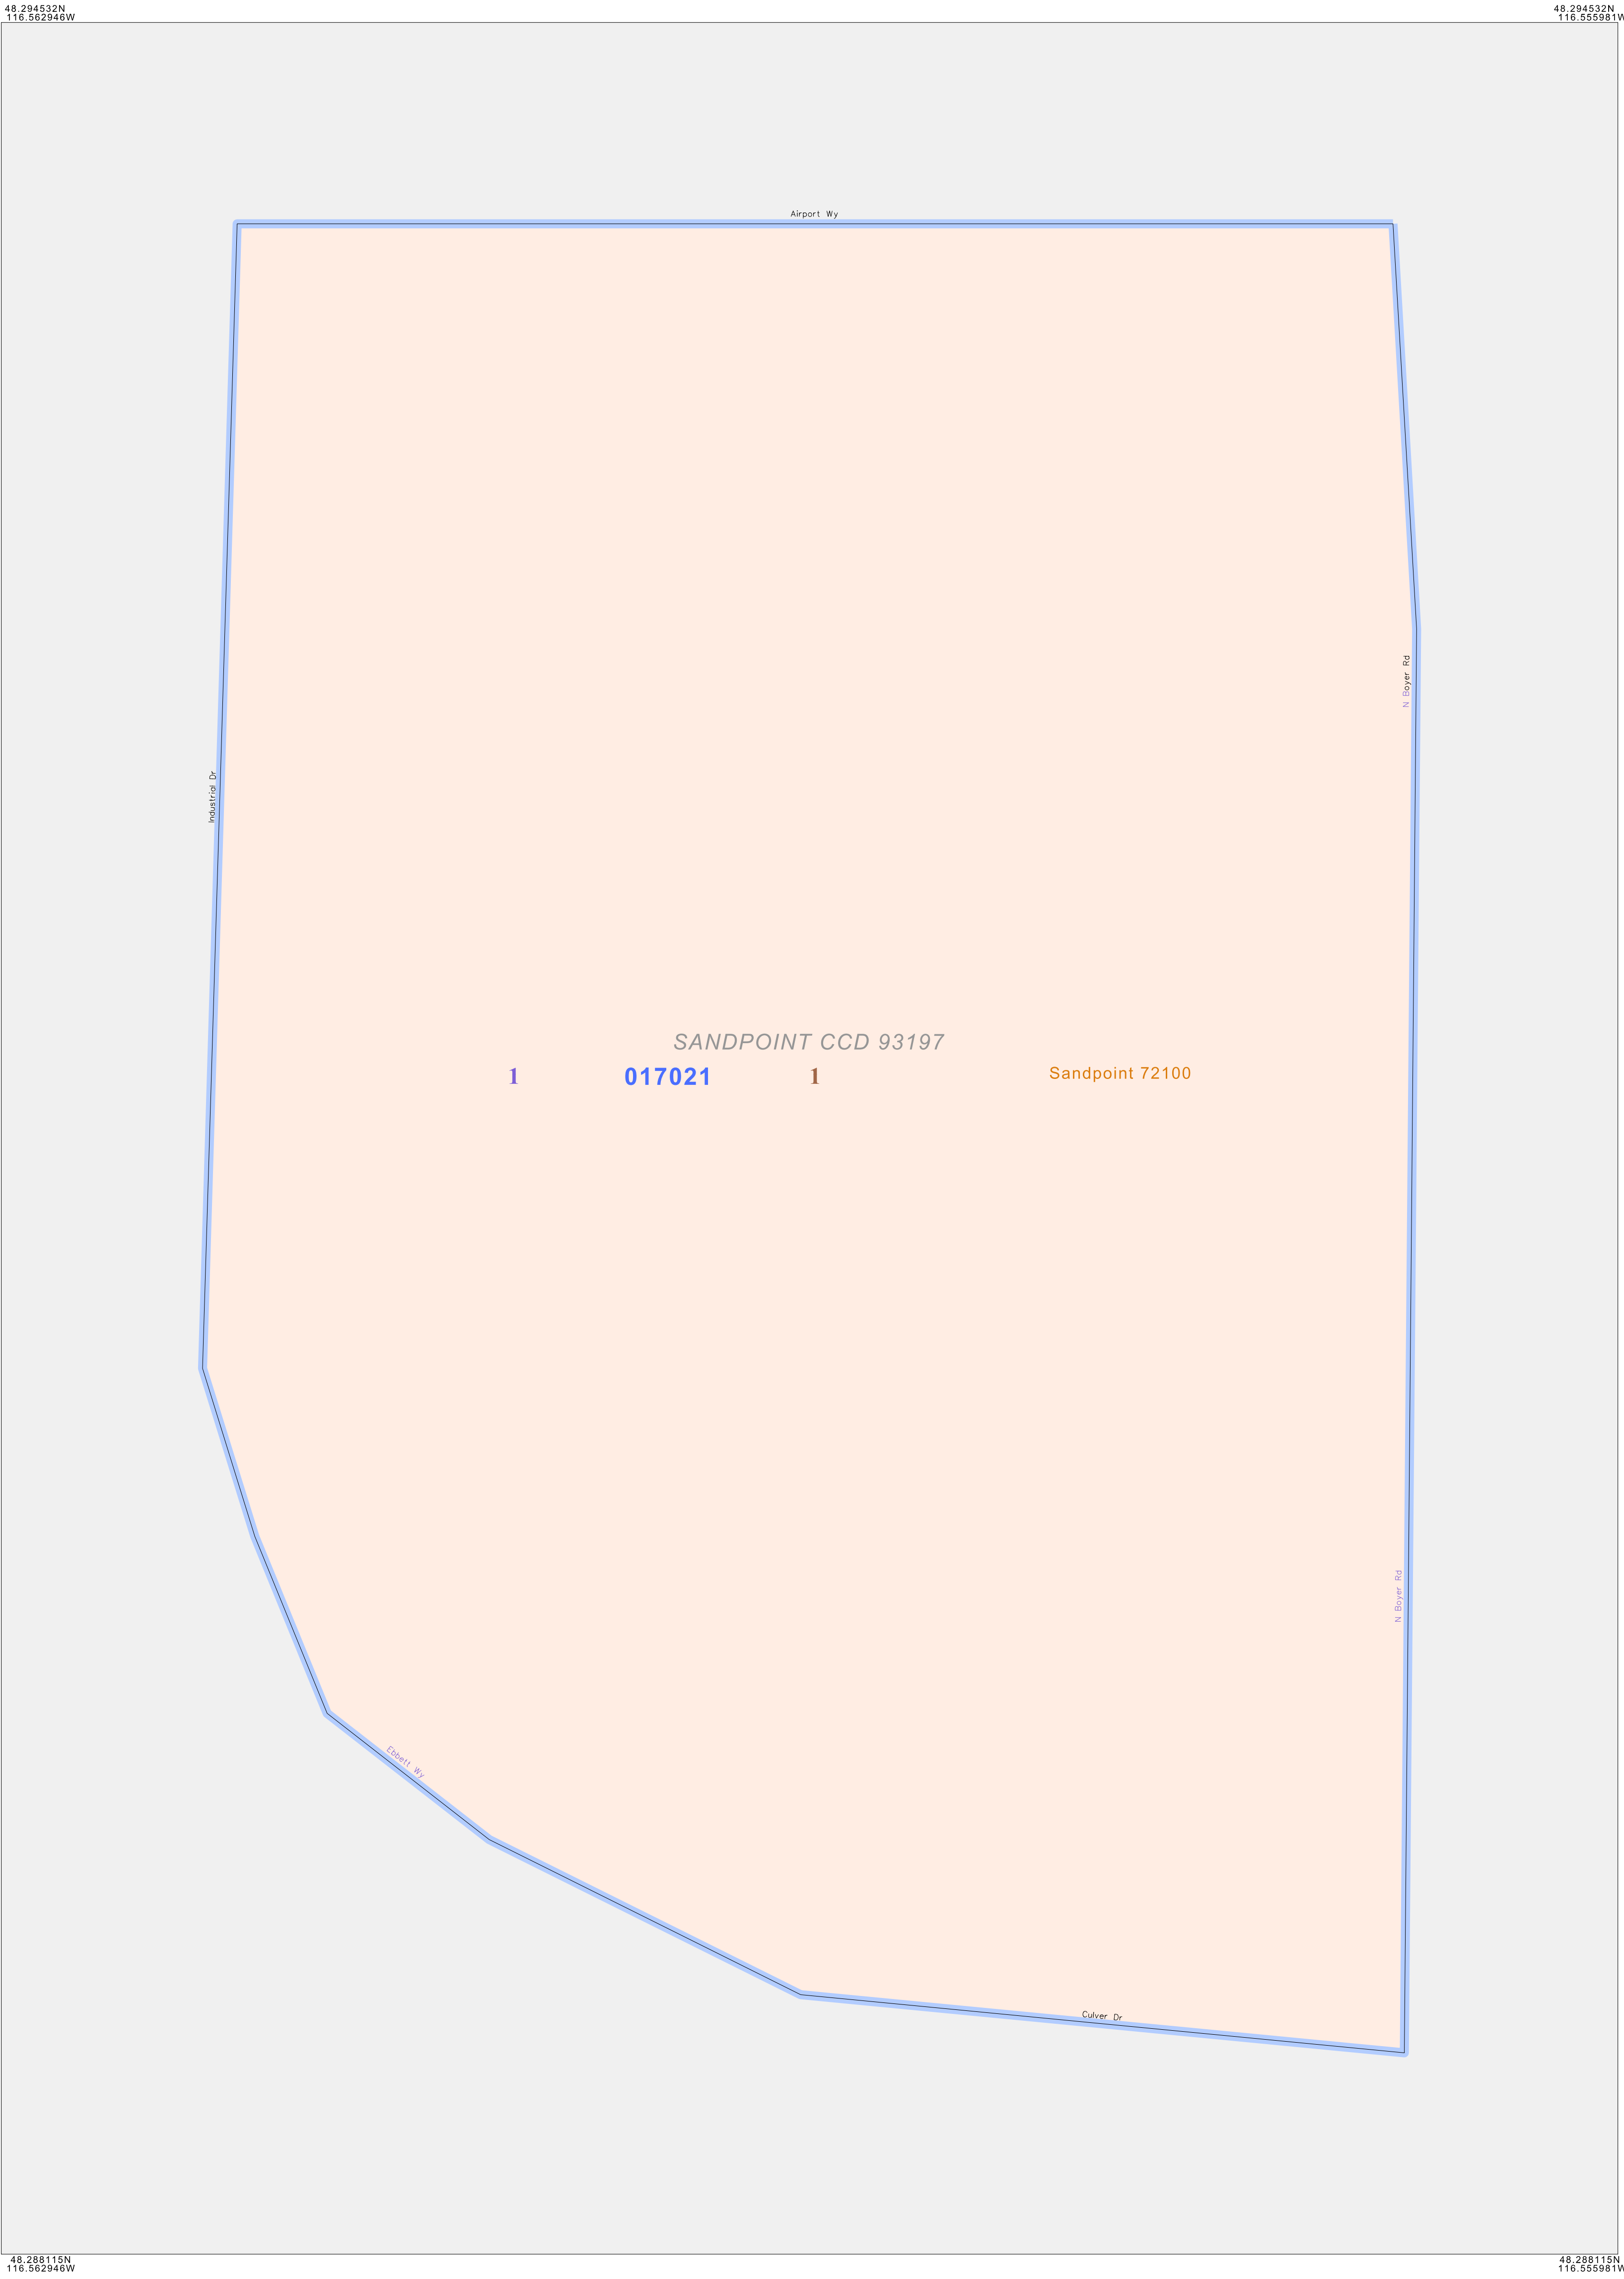 48.294532N
116.562946W
48.294532N
116.555981W
Airport Wy
N Boyer Rd
Industrial Dr
SANDPOINT CCD 93197
1
017021
1
Sandpoint 72100
N Boyer Rd
Ebbett Wy
Culver Dr
48.288115N
116.562946W
48.288115N
116.555981W